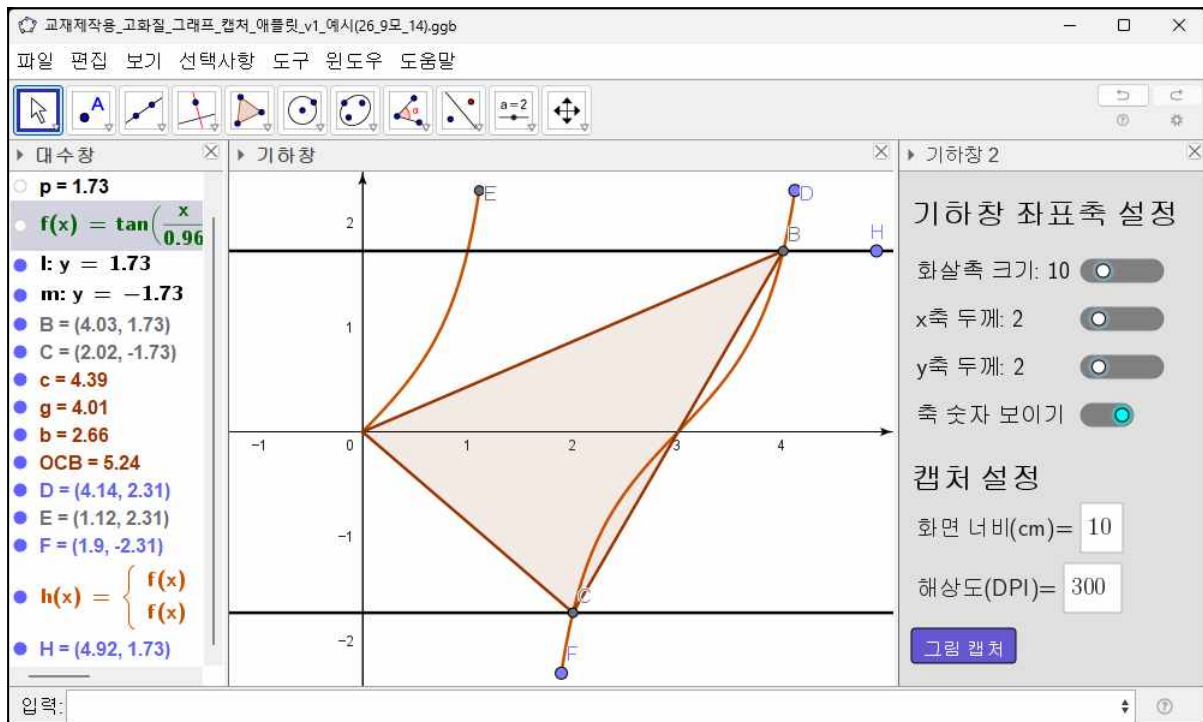 교재제작용_고화질_그래프_캡처_애플릿_v1_예시(26_9모_14).ggb
파일 편집 보기 선택사항 도구 윈도우 도움말
A
α
a=2
대수창
p = 1.73
f(x) = tan(x/0.96
l: y = 1.73
m: y = −1.73
B = (4.03, 1.73)
C = (2.02, -1.73)
c = 4.39
g = 4.01
b = 2.66
OCB = 5.24
D = (4.14, 2.31)
E = (1.12, 2.31)
F = (1.9, -2.31)
h(x) = { f(x)
f(x)
H = (4.92, 1.73)
기하창
E
D
2
B
H
1
−1
0
1
2
3
4
−1
C
−2
F
기하창 2
기하창 좌표축 설정
화살촉 크기: 10
x축 두께: 2
y축 두께: 2
축 숫자 보이기
캡처 설정
화면 너비(cm)= 10
해상도(DPI)= 300
그림 캡처
입력: